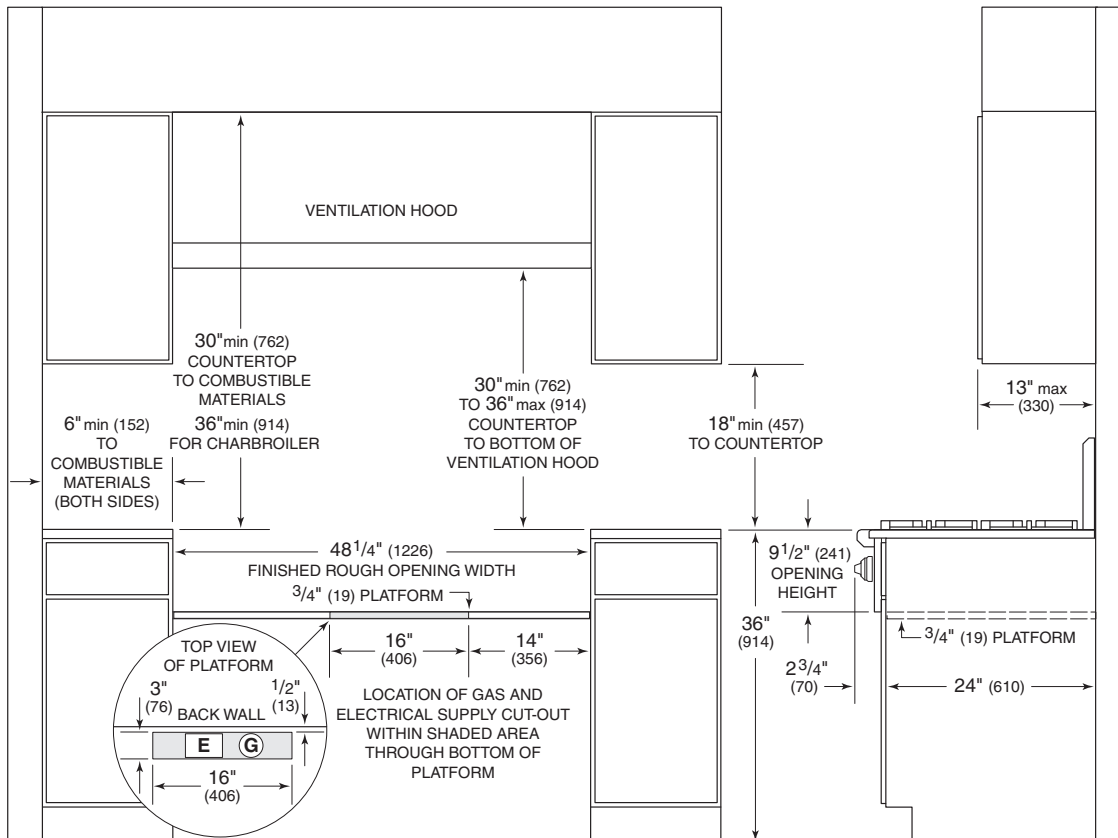 VENTILATION HOOD
30" min (762)
COUNTERTOP
TO COMBUSTIBLE
MATERIALS
36" min (914)
FOR CHARBROILER
6" min (152)
TO
COMBUSTIBLE
MATERIALS
(BOTH SIDES)
30" min (762)
TO 36" max (914)
COUNTERTOP
TO BOTTOM OF
VENTILATION HOOD
18" min (457)
TO COUNTERTOP
13" max
(330)
48 1/4" (1226)
FINISHED ROUGH OPENING WIDTH
3/4" (19) PLATFORM
16"
(406)
14"
(356)
LOCATION OF GAS AND
ELECTRICAL SUPPLY CUT-OUT
WITHIN SHADED AREA
THROUGH BOTTOM OF
PLATFORM
TOP VIEW
OF PLATFORM
3"
(76)
1/2"
(13)
BACK WALL
E G
16"
(406)
36"
(914)
9 1/2" (241)
OPENING
HEIGHT
3/4" (19) PLATFORM
2 3/4"
(70)
24" (610)